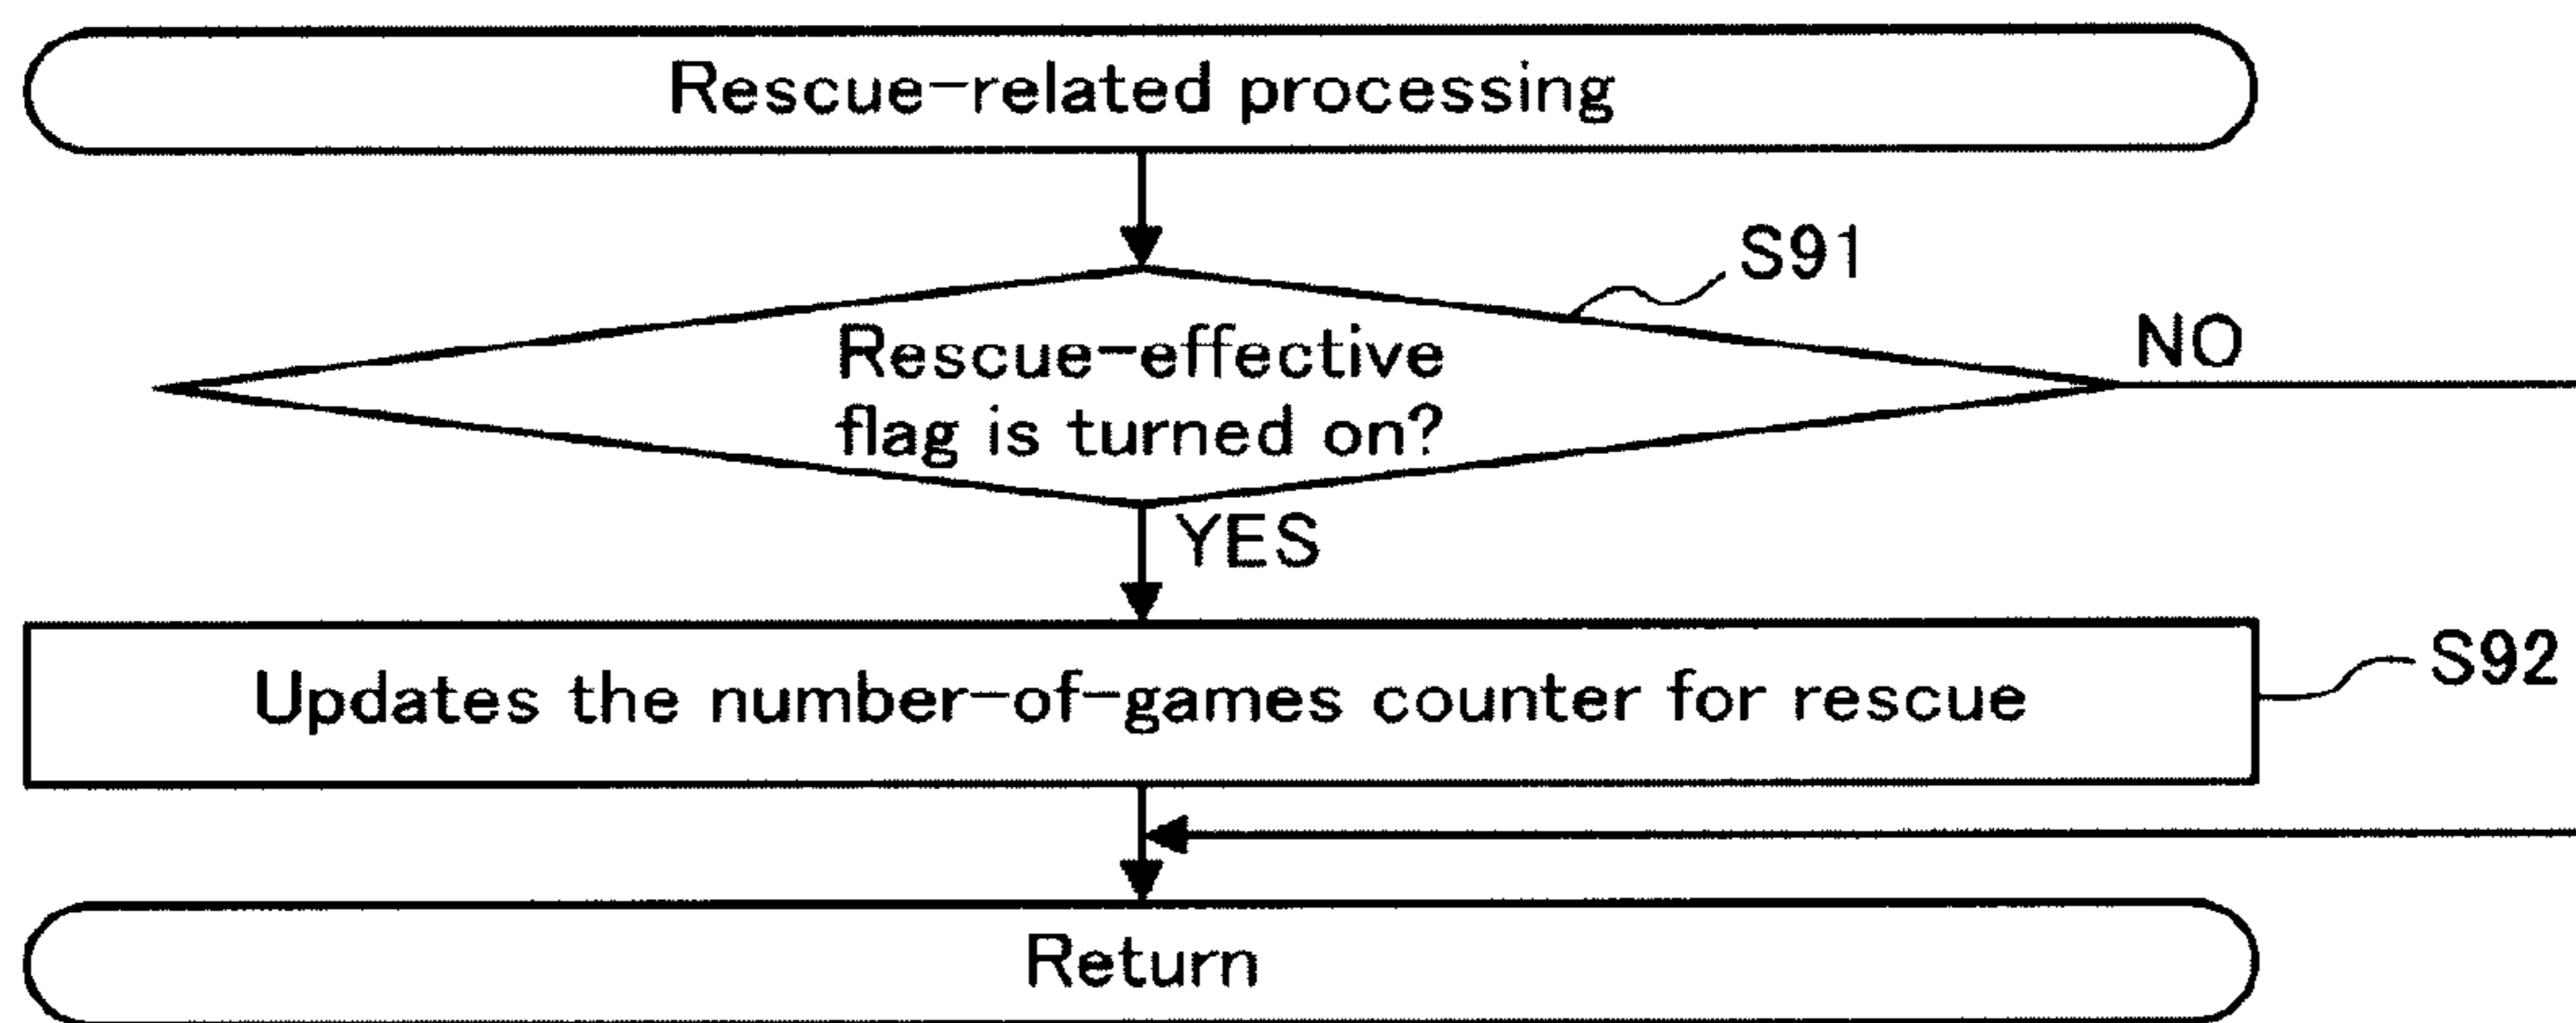 Rescue-related processing
S91
Rescue-effective
flag is turned on?
NO
YES
Updates the number-of-games counter for rescue
S92
Return